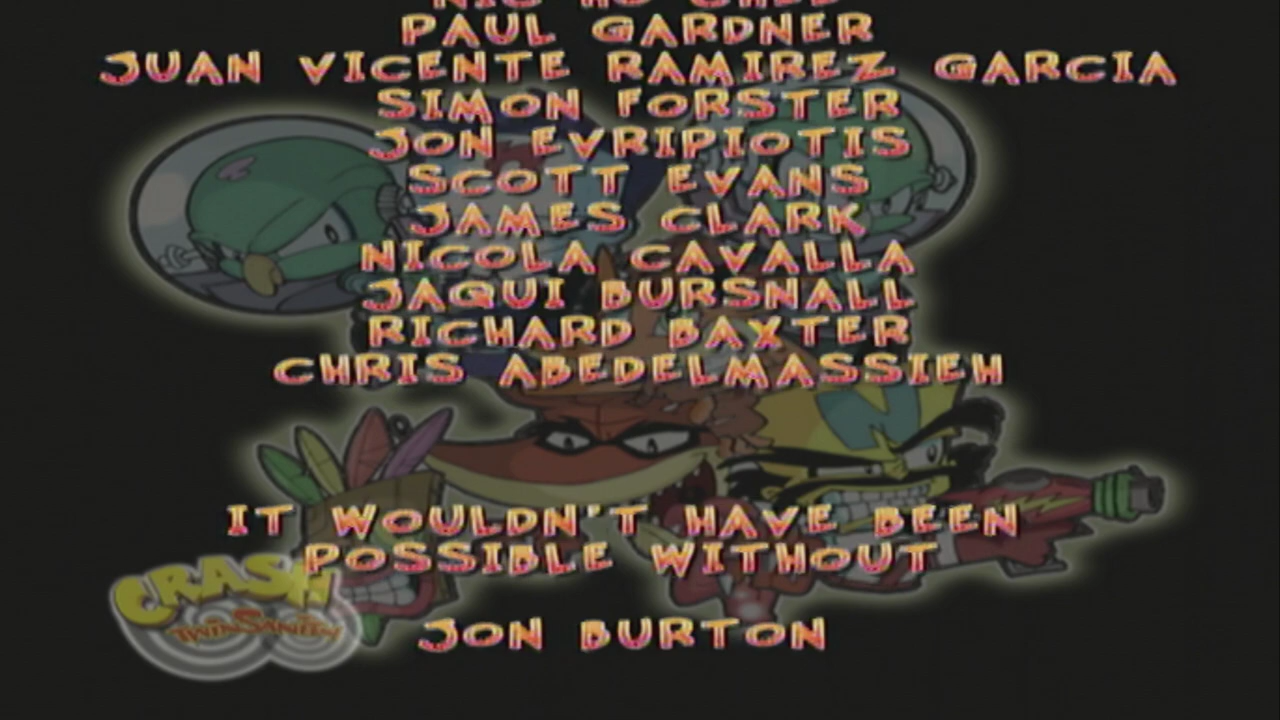 PAUL GARDNER
JUAN VICENTE RAMIREZ GARCIA
SIMON FORSTER
JON EVRIPIOTIS
SCOTT EVANS
JAMES CLARK
NICOLA CAVALLA
JAQUI BURSNALL
RICHARD BAXTER
CHRIS ABEDELMASSIEH
IT WOULDN'T HAVE BEEN
POSSIBLE WITHOUT
JON BURTON
CRASH
TWINSANITY